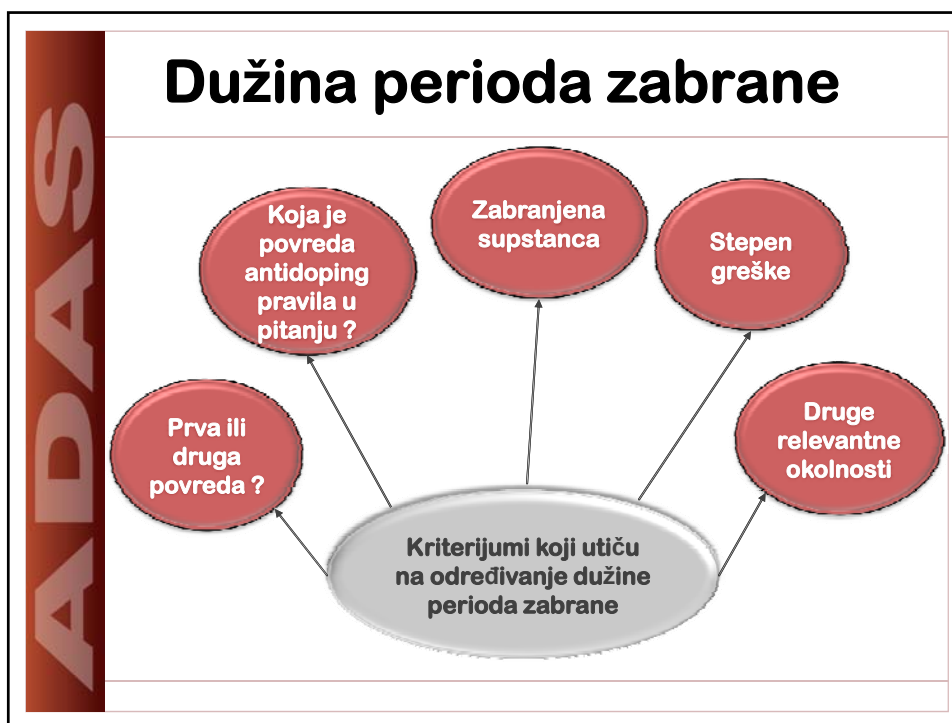 Dužina perioda zabrane
ADAS
Prva ili
druga
povreda ?
Koja je
povreda
antidoping
pravila u
pitanju ?
Zabranjena
supstanca
Stepen
greške
Druge
relevantne
okolnosti
Kriterijumi koji utiču
na određivanje dužine
perioda zabrane